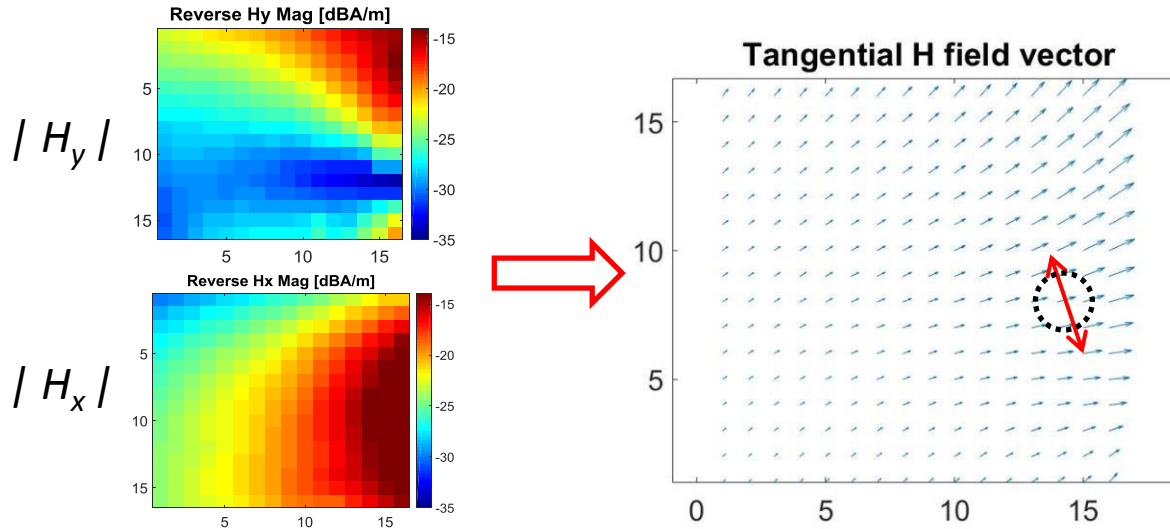 Reverse Hy Mag [dBA/m]
| Hy |
5
10
15
5 10 15
-15
-20
-25
-30
-35
Reverse Hx Mag [dBA/m]
| Hx |
5
10
15
5 10 15
-15
-20
-25
-30
-35
Tangential H field vector
15
10
5
0 5 10 15